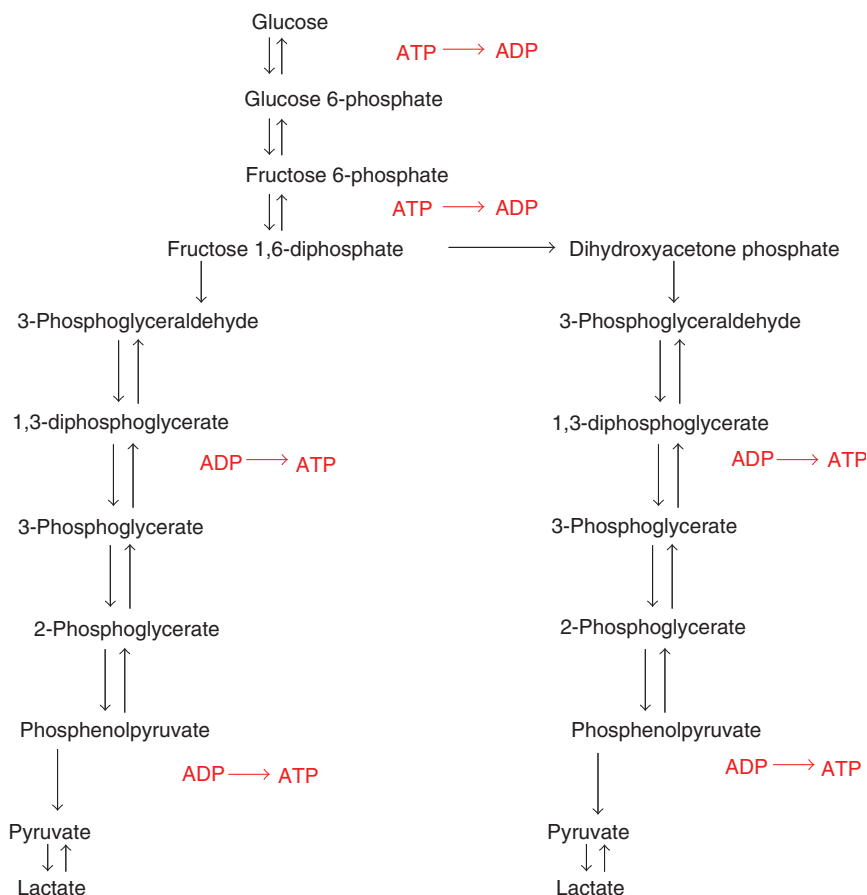 Glucose
ATP → ADP
Glucose 6-phosphate
Fructose 6-phosphate
ATP → ADP
Fructose 1,6-diphosphate → Dihydroxyacetone phosphate
3-Phosphoglyceraldehyde 3-Phosphoglyceraldehyde
1,3-diphosphoglycerate 1,3-diphosphoglycerate
ADP → ATP ADP → ATP
3-Phosphoglycerate 3-Phosphoglycerate
2-Phosphoglycerate 2-Phosphoglycerate
Phosphenolpyruvate Phosphenolpyruvate
ADP → ATP ADP → ATP
Pyruvate Pyruvate
Lactate Lactate